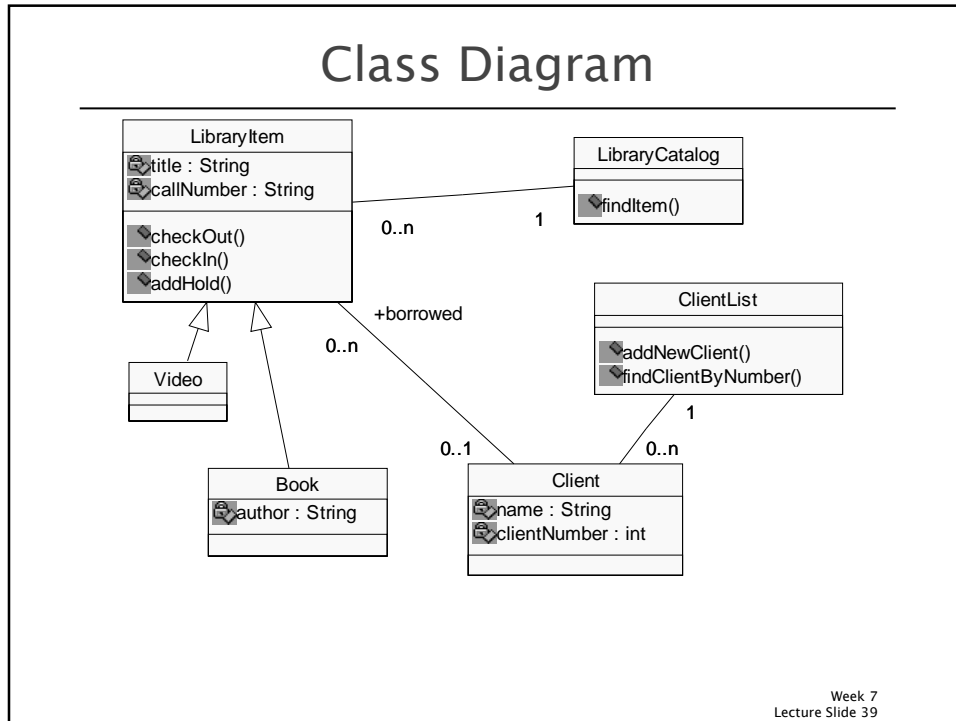 Class Diagram
LibraryItem
title : String
callNumber : String
checkOut()
checkIn()
addHold()
LibraryCatalog
findItem()
0..n
1
+borrowed
0..n
ClientList
addNewClient()
findClientByNumber()
Video
1
0..1
0..n
Book
author : String
Client
name : String
clientNumber : int
Week 7
Lecture Slide 39